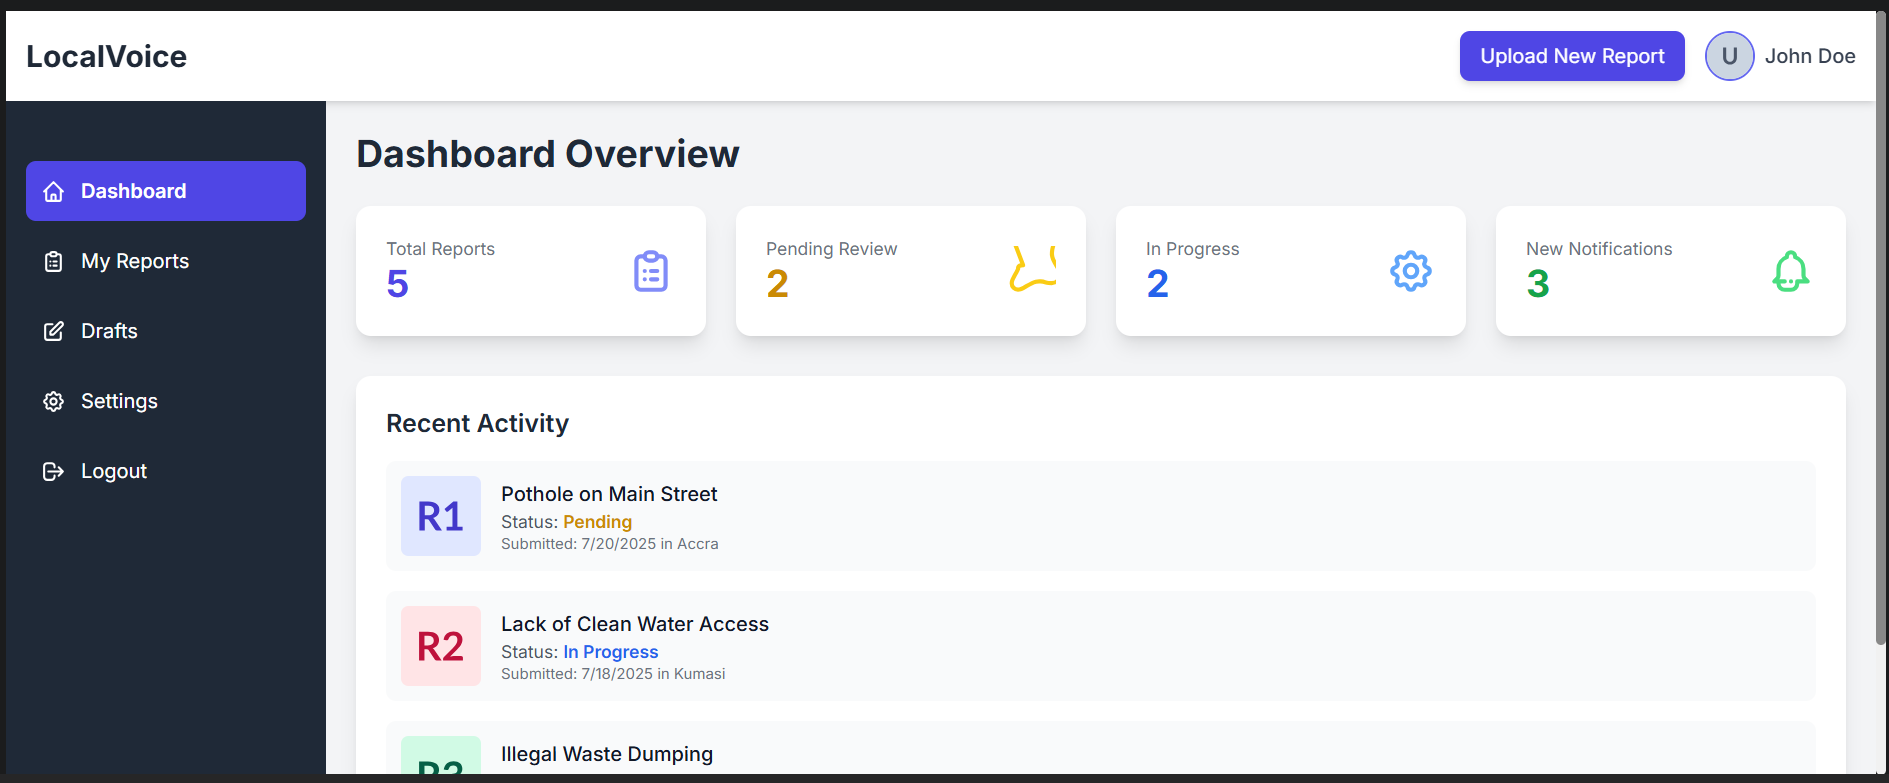 LocalVoice
Upload New Report
U
John Doe
Dashboard
My Reports
Drafts
Settings
Logout
Dashboard Overview
Total Reports
5
Pending Review
2
In Progress
2
New Notifications
3
Recent Activity
R1
Pothole on Main Street
Status: Pending
Submitted: 7/20/2025 in Accra
R2
Lack of Clean Water Access
Status: In Progress
Submitted: 7/18/2025 in Kumasi
Illegal Waste Dumping